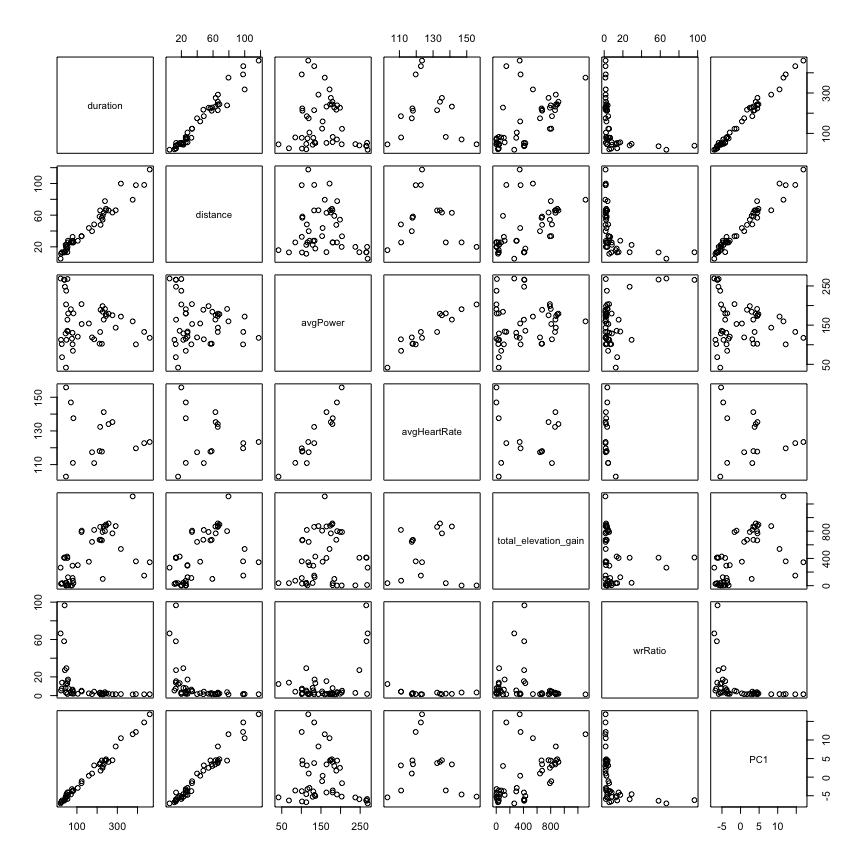 20 60 100
110 130 150
0 20 60 100
duration
100 300
distance
20 60 100
avgPower
50 150 250
avgHeartRate
110 130 150
total_elevation_gain
0 400 800
wrRatio
0 20 60 100
PC1
-5 0 5 10
100 300
50 150 250
0 400 800
-5 0 5 10